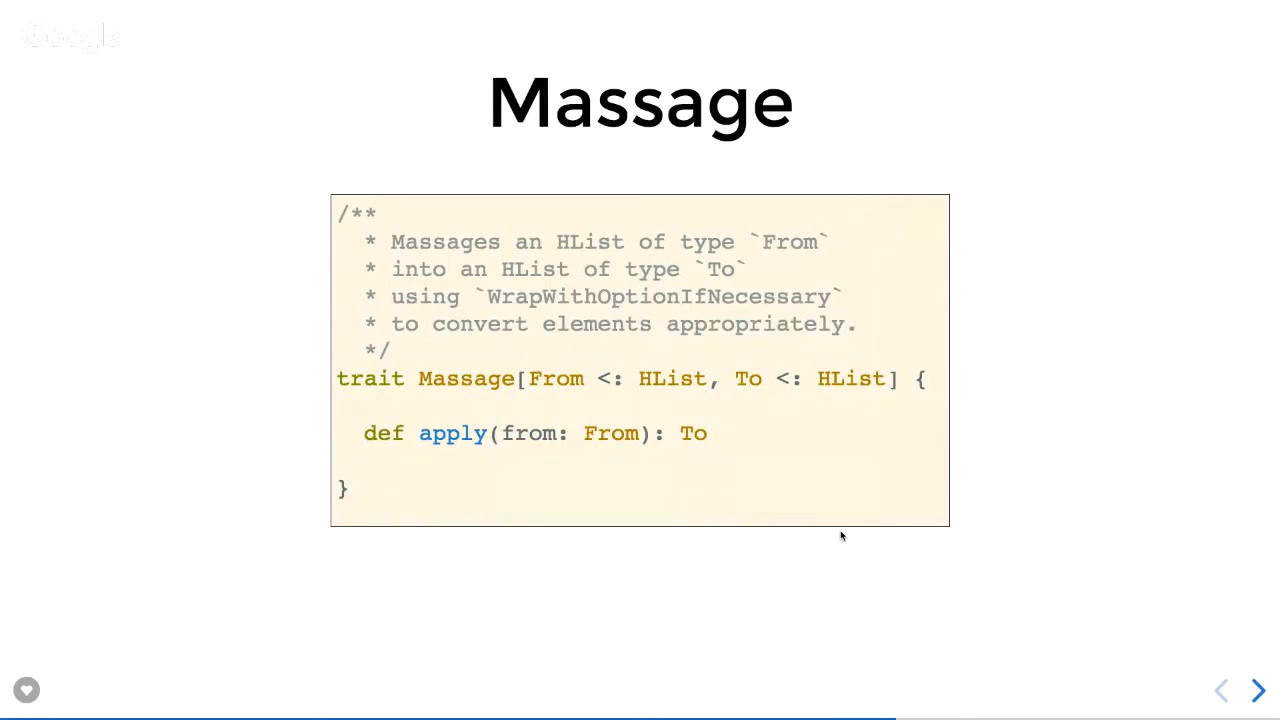 Google
Massage
/**
  * Massages an HList of type `From`
  * into an HList of type `To`
  * using `WrapWithOptionIfNecessary`
  * to convert elements appropriately.
  */
trait Massage[From <: HList, To <: HList] {
  def apply(from: From): To
}